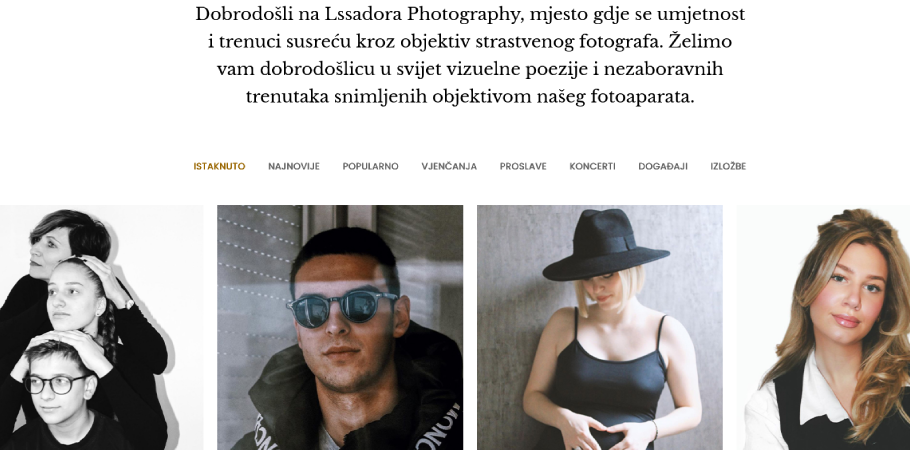 Dobrodošli na Lssadora Photography, mjesto gdje se umjetnost
i trenuci susreću kroz objektiv strastvenog fotografa. Želimo
vam dobrodošlicu u svijet vizuelne poezije i nezaboravnih
trenutaka snimljenih objektivom našeg fotoaparata.
ISTAKNUTO NAJNOVIJE POPULARNO VJENČANJA PROSLAVE KONCERTI DOGAĐAJI IZLOŽBE